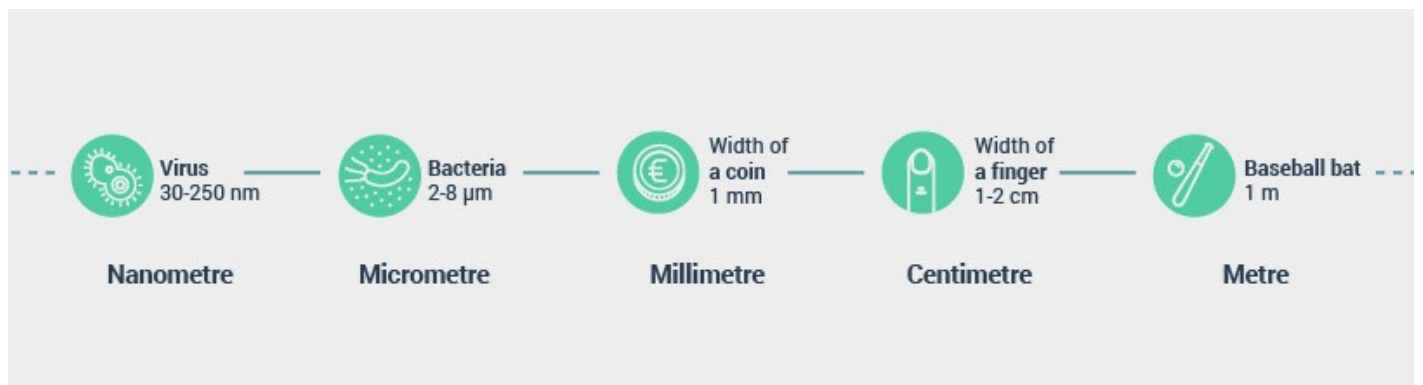 Virus
30-250 nm
Bacteria
2-8 μm
Width of
a coin
1 mm
Width of
a finger
1-2 cm
Baseball bat
1 m
Nanometre
Micrometre
Millimetre
Centimetre
Metre